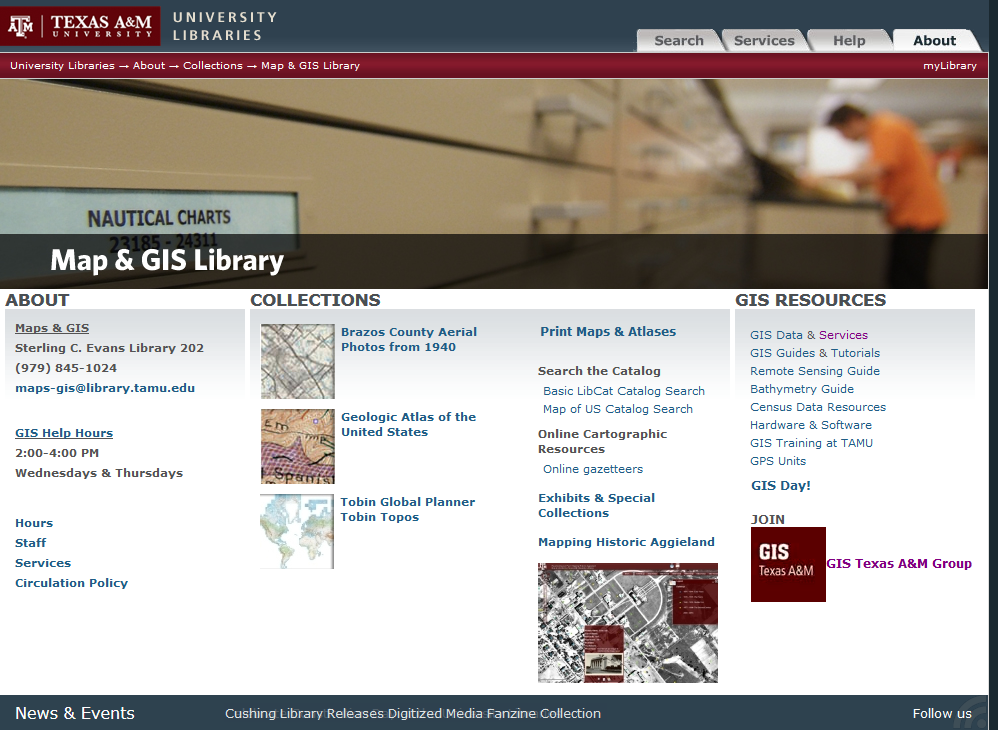 TEXAS A&M
UNIVERSITY
UNIVERSITY
LIBRARIES
Search
Services
Help
About
University Libraries → About → Collections → Map & GIS Library
myLibrary
NAUTICAL CHARTS
23185 - 24311
Map & GIS Library
ABOUT
Maps & GIS
Sterling C. Evans Library 202
(979) 845-1024
maps-gis@library.tamu.edu
GIS Help Hours
2:00-4:00 PM
Wednesdays & Thursdays
Hours
Staff
Services
Circulation Policy
COLLECTIONS
Brazos County Aerial
Photos from 1940
Geologic Atlas of the
United States
Tobin Global Planner
Tobin Topos
Print Maps & Atlases
Search the Catalog
Basic LibCat Catalog Search
Map of US Catalog Search
Online Cartographic
Resources
Online gazetteers
Exhibits & Special
Collections
Mapping Historic Aggieland
GIS RESOURCES
GIS Data & Services
GIS Guides & Tutorials
Remote Sensing Guide
Bathymetry Guide
Census Data Resources
Hardware & Software
GIS Training at TAMU
GPS Units
GIS Day!
JOIN
GIS
Texas A&M
GIS Texas A&M Group
News & Events
Cushing Library Releases Digitized Media Fanzine Collection
Follow us